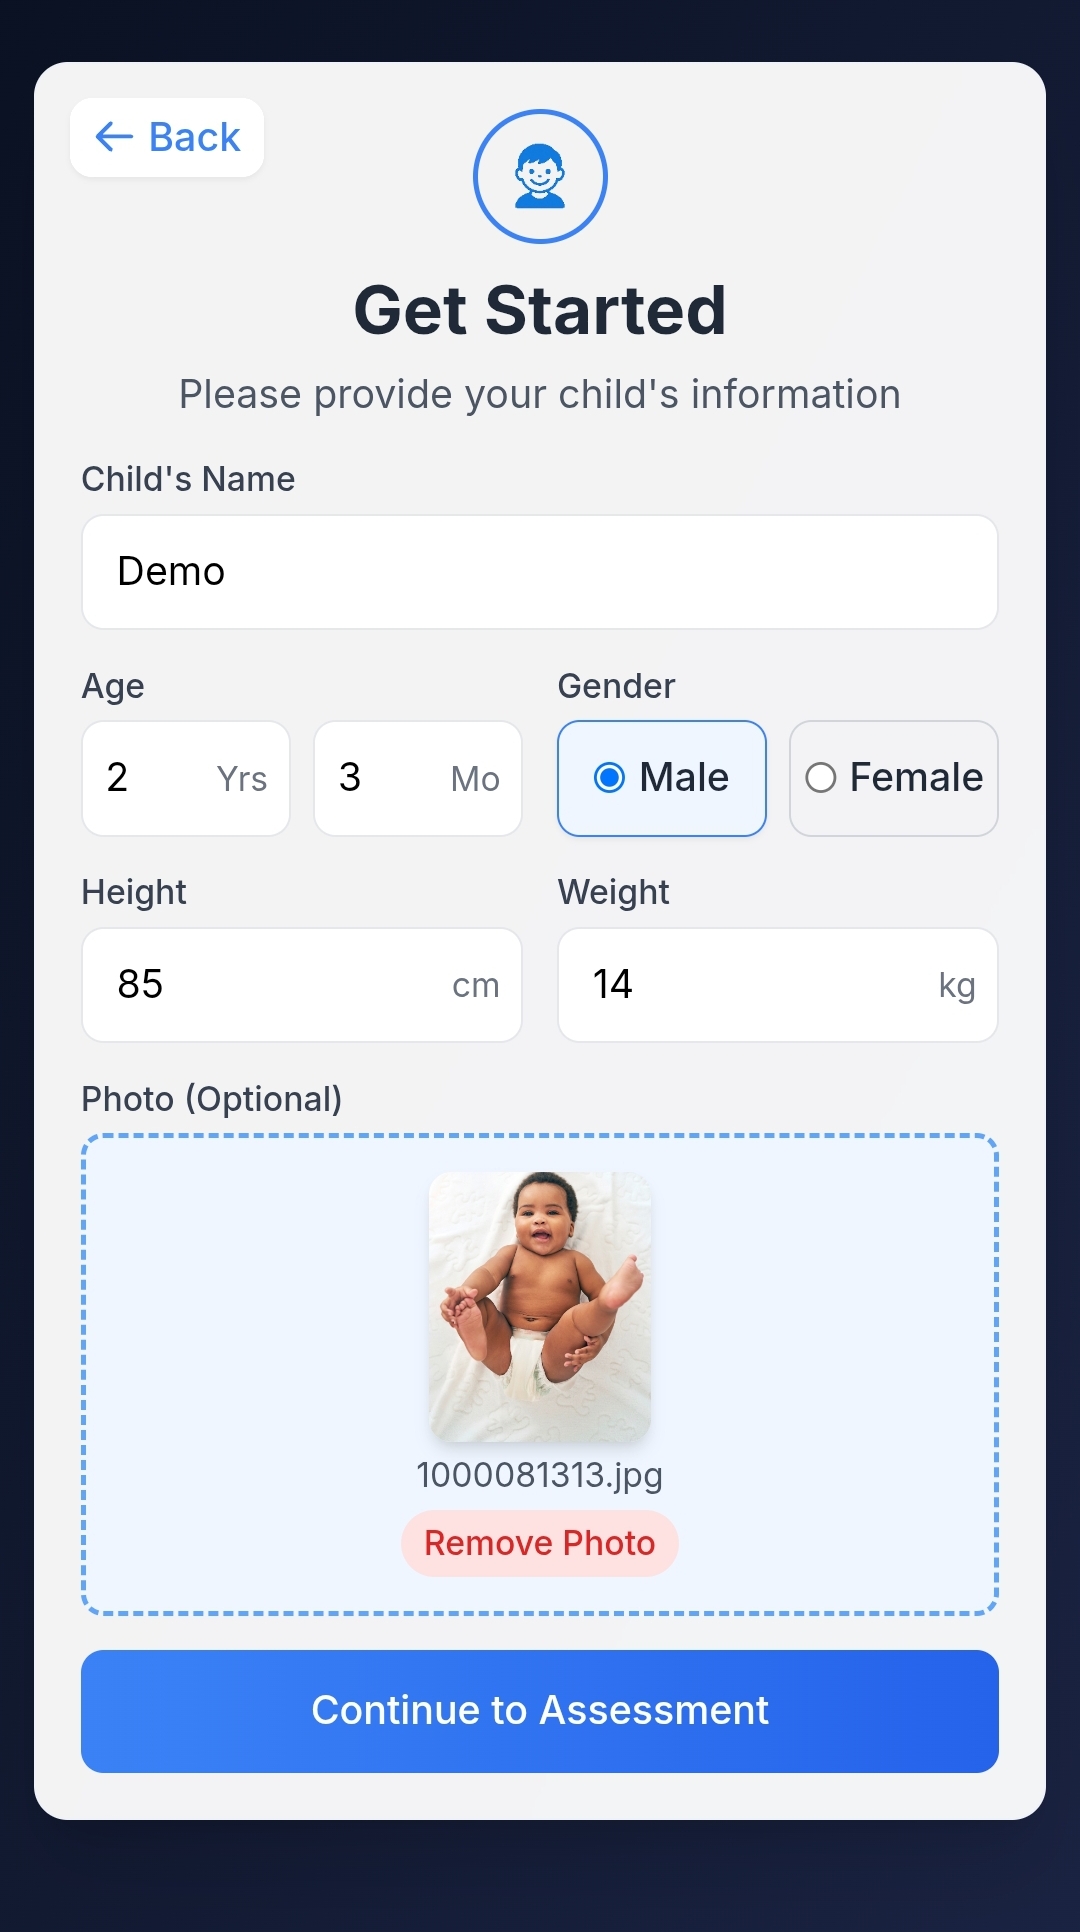 ← Back
Get Started
Please provide your child's information
Child's Name
Demo
Age
Gender
2 Yrs
3 Mo
Male
Female
Height
Weight
85 cm
14 kg
Photo (Optional)
1000081313.jpg
Remove Photo
Continue to Assessment